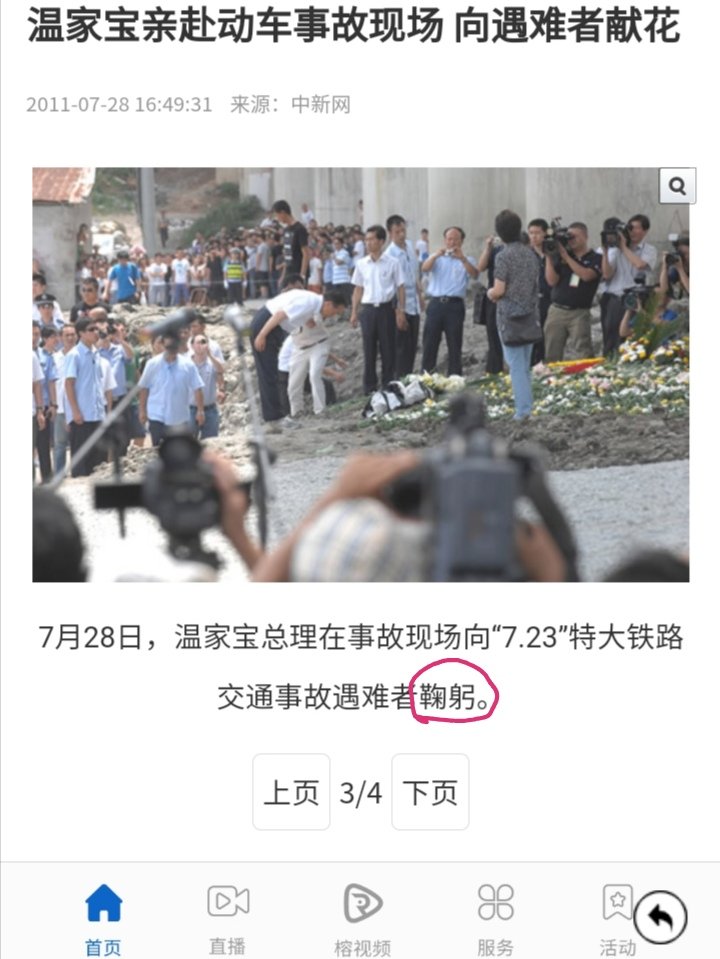 温家宝亲赴动车事故现场 向遇难者献花
2011-07-28 16:49:31 来源：中新网
7月28日，温家宝总理在事故现场向“7.23”特大铁路
交通事故遇难者鞠躬。
上页 3/4 下页
首页 直播 榕视频 服务 活动